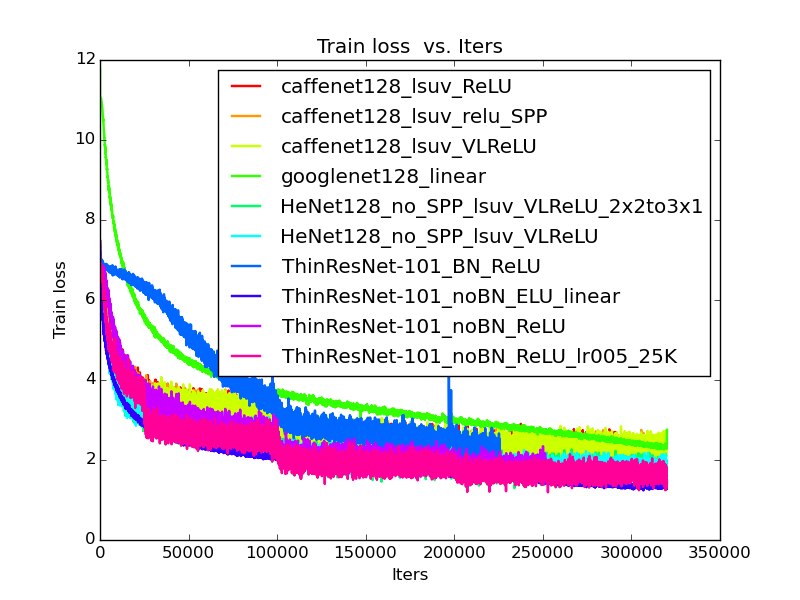 Train loss  vs. Iters
12
10
8
6
4
2
0
Train loss
caffenet128_lsuv_ReLU
caffenet128_lsuv_relu_SPP
caffenet128_lsuv_VLReLU
googlenet128_linear
HeNet128_no_SPP_lsuv_VLReLU_2x2to3x1
HeNet128_no_SPP_lsuv_VLReLU
ThinResNet-101_BN_ReLU
ThinResNet-101_noBN_ELU_linear
ThinResNet-101_noBN_ReLU
ThinResNet-101_noBN_ReLU_lr005_25K
0 50000 100000 150000 200000 250000 300000 350000
Iters